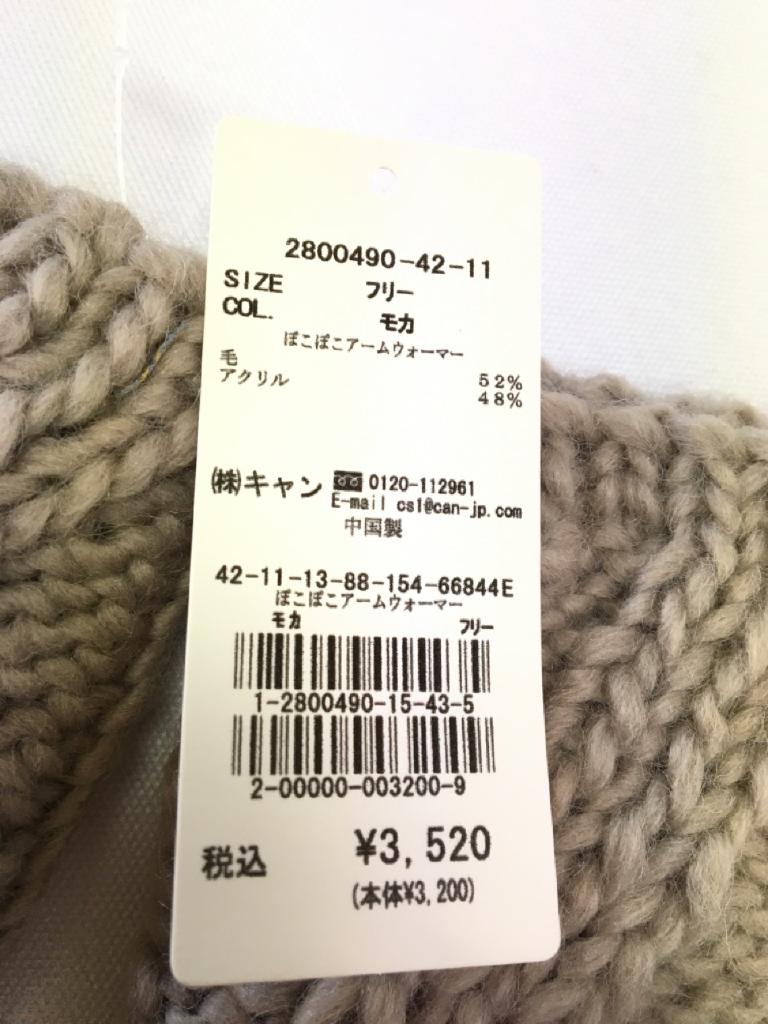 2800490-42-11
SIZE フリー
COL. モカ
ぽこぽこアームウォーマー
毛 52%
アクリル 48%
㈱キャン 0120-112961
E-mail cs1@can-jp.com
中国製
42-11-13-88-154-66844E
ぽこぽこアームウォーマー
モカ フリー
1-2800490-15-43-5
2-00000-003200-9
税込 ¥3,520
(本体¥3,200)